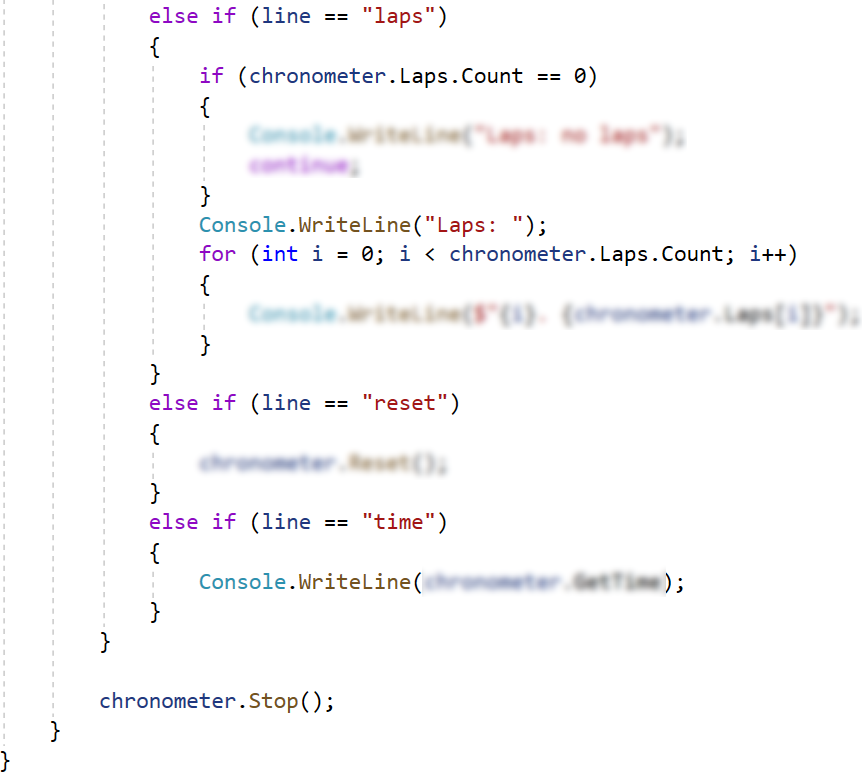 else if (line == "laps")
{
if (chronometer.Laps.Count == 0)
{
Console.WriteLine("Laps: no laps");
continue;
}
Console.WriteLine("Laps: ");
for (int i = 0; i < chronometer.Laps.Count; i++)
{
Console.WriteLine($"{i}. {chronometer.Laps[i]}");
}
}
else if (line == "reset")
{
chronometer.Reset();
}
else if (line == "time")
{
Console.WriteLine(chronometer.GetTime);
}
}
chronometer.Stop();
}
}